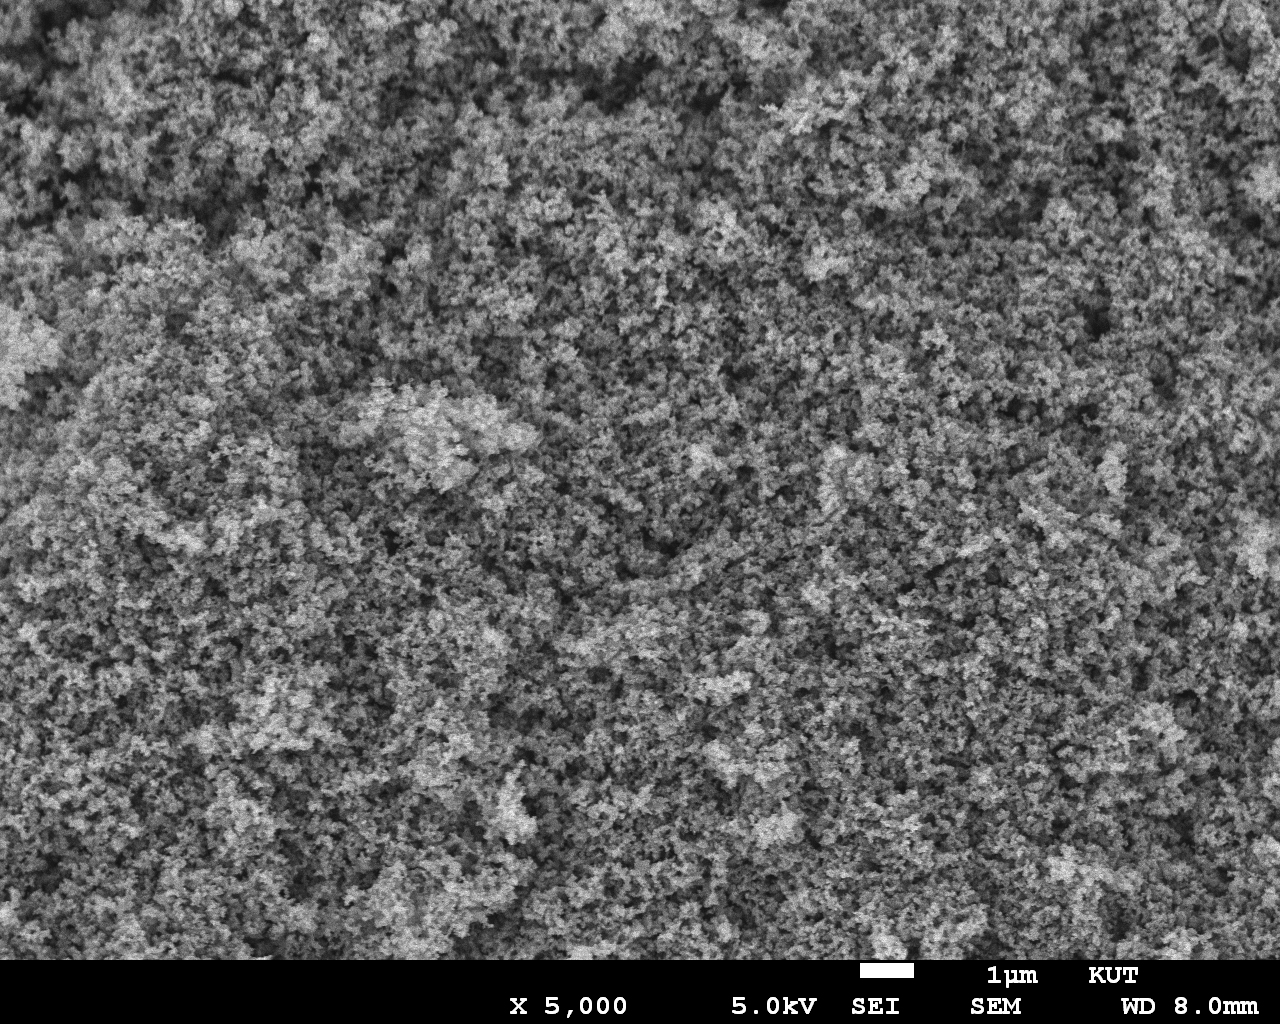 1μm KUT
X 5,000 5.0kV SEI SEM WD 8.0mm